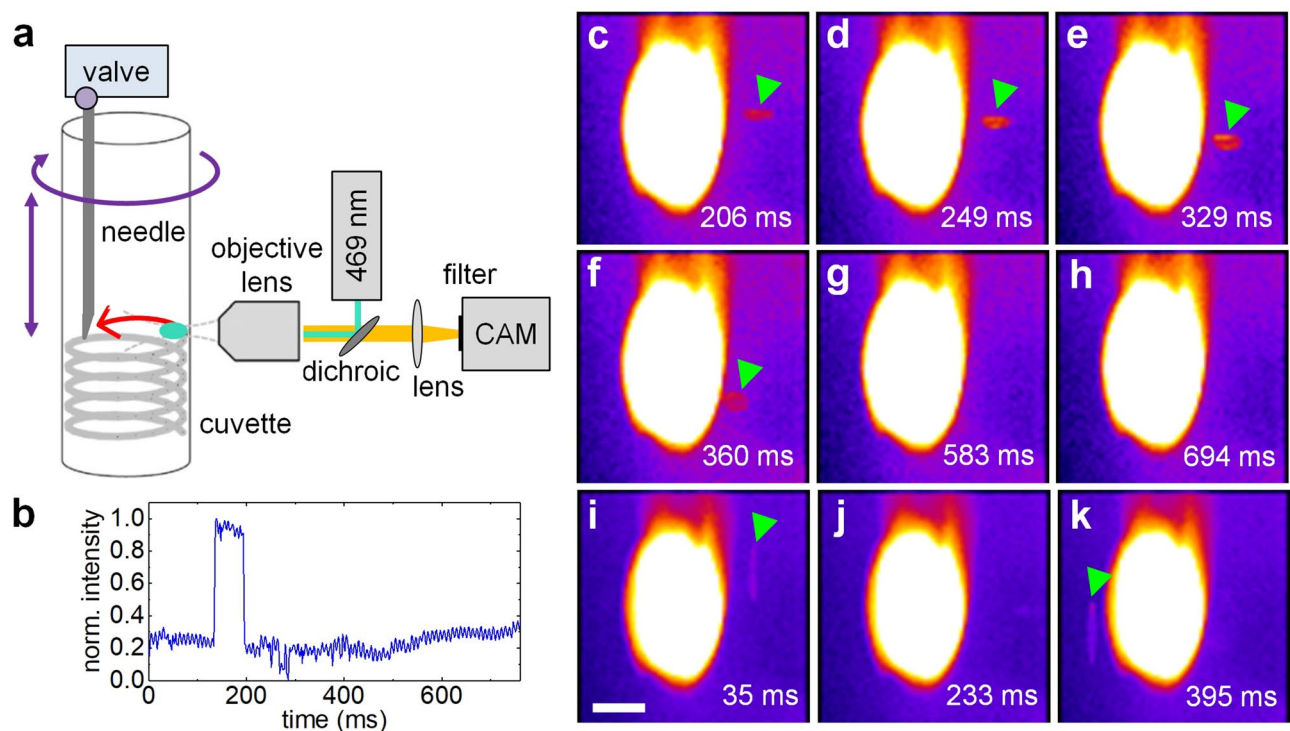 a
valve
needle
objective
lens
469 nm
filter
CAM
dichroic
lens
cuvette
b
norm. intensity
1.0
0.8
0.6
0.4
0.2
0.0
0
200
400
600
time (ms)
c
206 ms
d
249 ms
e
329 ms
f
360 ms
g
583 ms
h
694 ms
i
35 ms
j
233 ms
k
395 ms